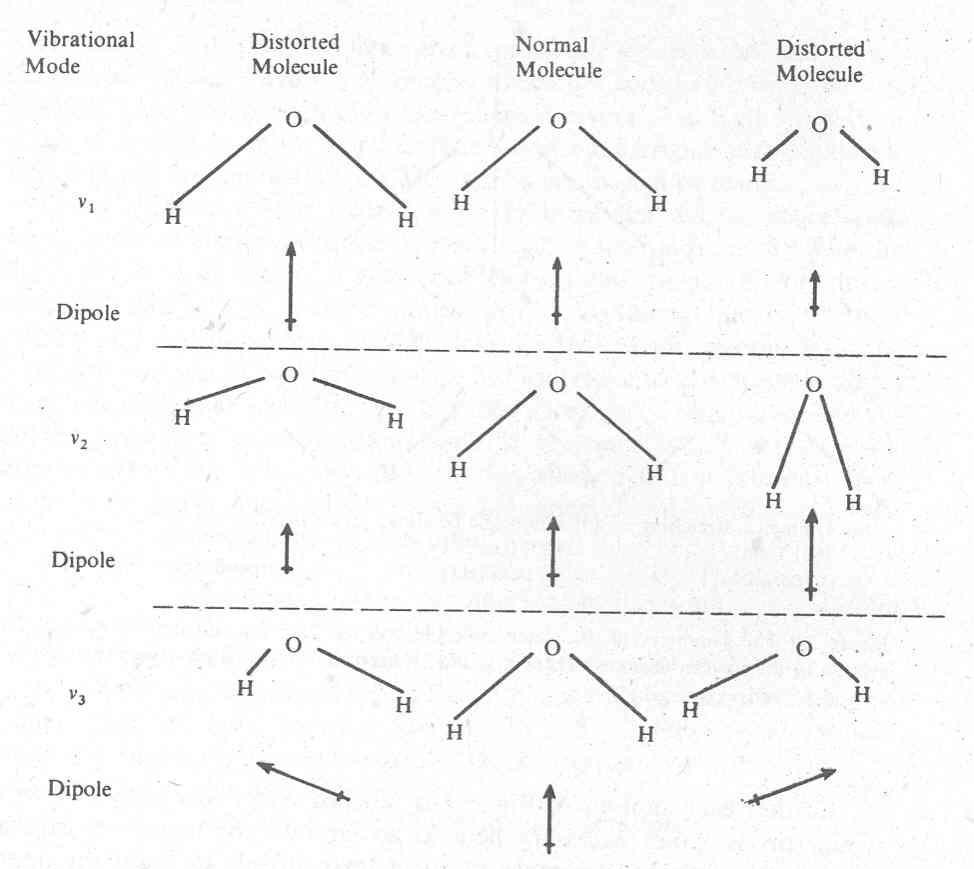 Vibrational Mode
Distorted Molecule
Normal Molecule
Distorted Molecule
O
O
O
H
H
H
H
H
H
ν1
Dipole
O
O
O
H
H
ν2
H
H
H
H
Dipole
O
O
O
H
H
ν3
H
H
H
H
Dipole